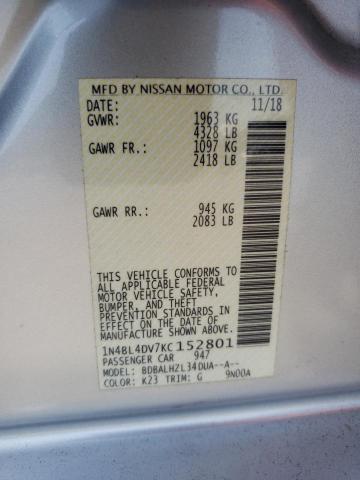 MFD BY NISSAN MOTOR CO., LTD.
DATE: 11/18
GVWR: 1963 KG
4328 LB
GAWR FR.: 1097 KG
2418 LB
GAWR RR.: 945 KG
2083 LB
THIS VEHICLE CONFORMS TO
ALL APPLICABLE FEDERAL
MOTOR VEHICLE SAFETY,
BUMPER, AND THEFT
PREVENTION STANDARDS IN
EFFECT ON THE DATE OF
MANUFACTURE SHOWN ABOVE.
1N4BL4DV7KC152801
PASSENGER CAR 947
MODEL: BDBALHZL34DUA--A--
COLOR: K23 TRIM: G 9N00A